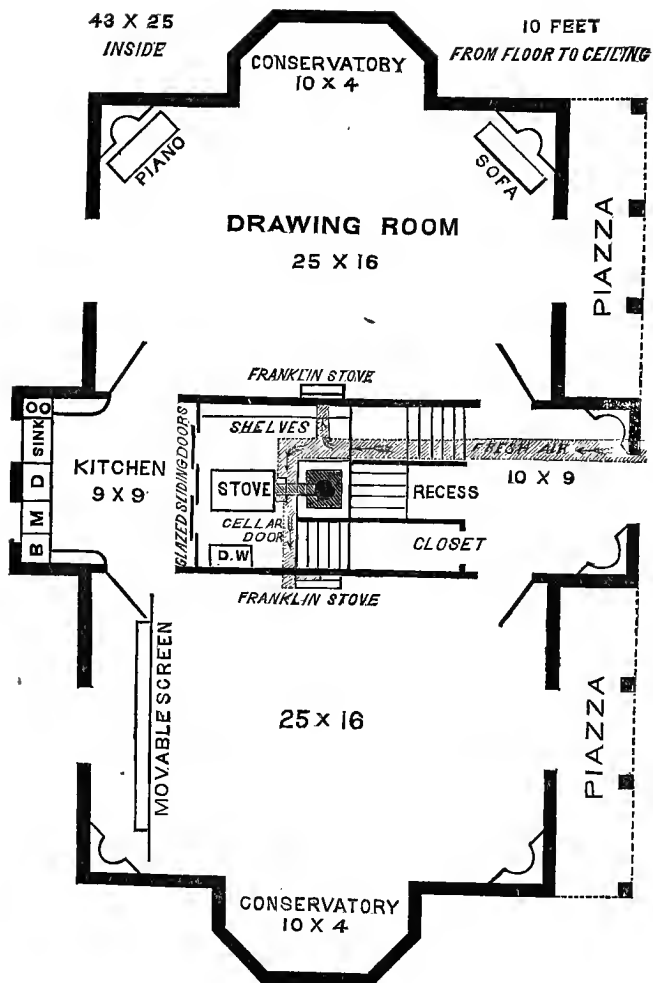 43 X 25
INSIDE
10 FEET
FROM FLOOR TO CEILING
CONSERVATORY
10 X 4
PIANO
SOFA
DRAWING ROOM
25 X 16
PIAZZA
FRANKLIN STOVE
OO
SINK
D
M
B
KITCHEN
9 X 9
GLAZED SLIDING DOORS
SHELVES
STOVE
CELLAR
DOOR
D.W
FRESH AIR
10 X 9
RECESS
CLOSET
FRANKLIN STOVE
MOVABLE SCREEN
25 X 16
PIAZZA
CONSERVATORY
10 X 4